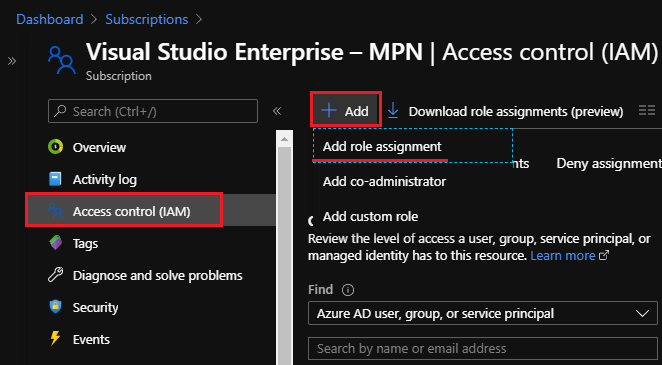 Dashboard > Subscriptions >
Visual Studio Enterprise – MPN | Access control (IAM)
Subscription
Search (Ctrl+/)
Overview
Activity log
Access control (IAM)
Tags
Diagnose and solve problems
Security
Events
+ Add
Download role assignments (preview)
Add role assignment
Add co-administrator
Add custom role
Deny assignment
Review the level of access a user, group, service principal, or
managed identity has to this resource. Learn more
Find
Azure AD user, group, or service principal
Search by name or email address